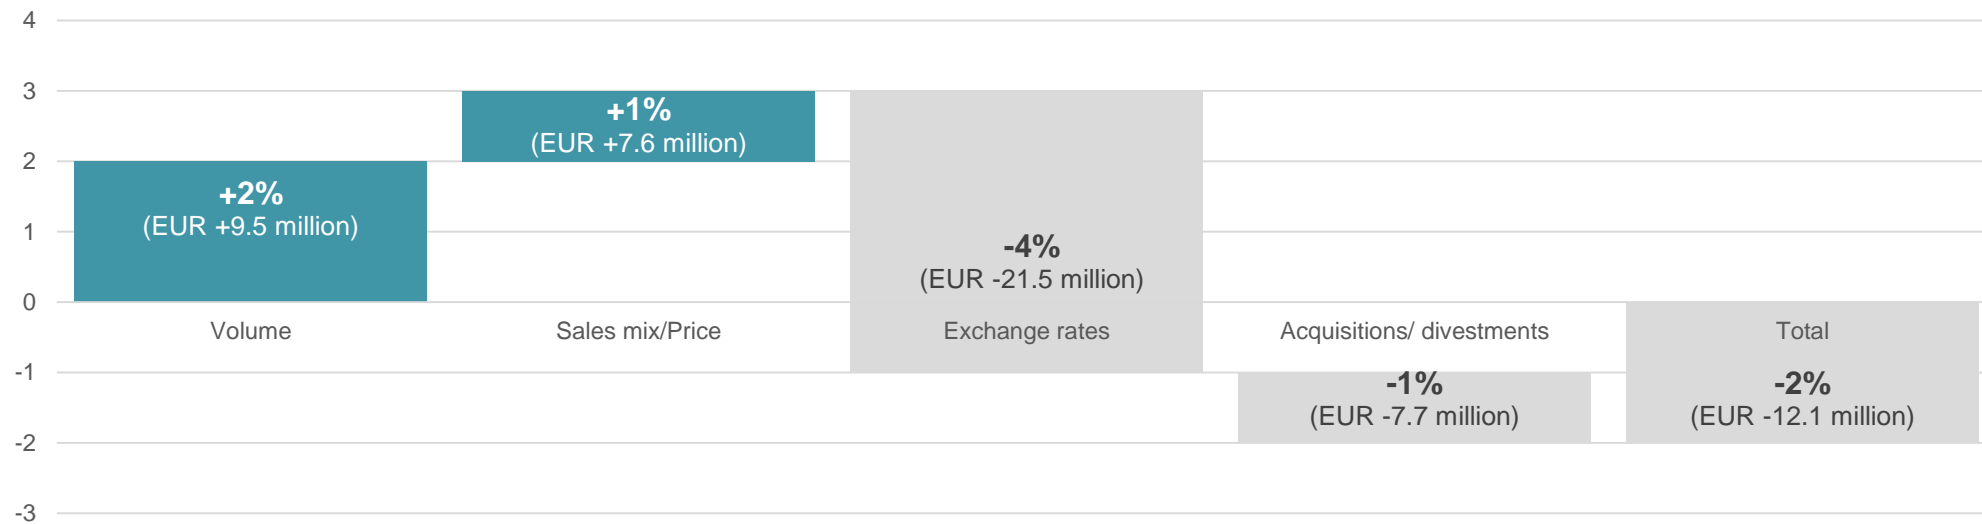 4
3
2
1
0
-1
-2
-3
+2%
(EUR +9.5 million)
+1%
(EUR +7.6 million)
-4%
(EUR -21.5 million)
-1%
(EUR -7.7 million)
-2%
(EUR -12.1 million)
Volume
Sales mix/Price
Exchange rates
Acquisitions/ divestments
Total